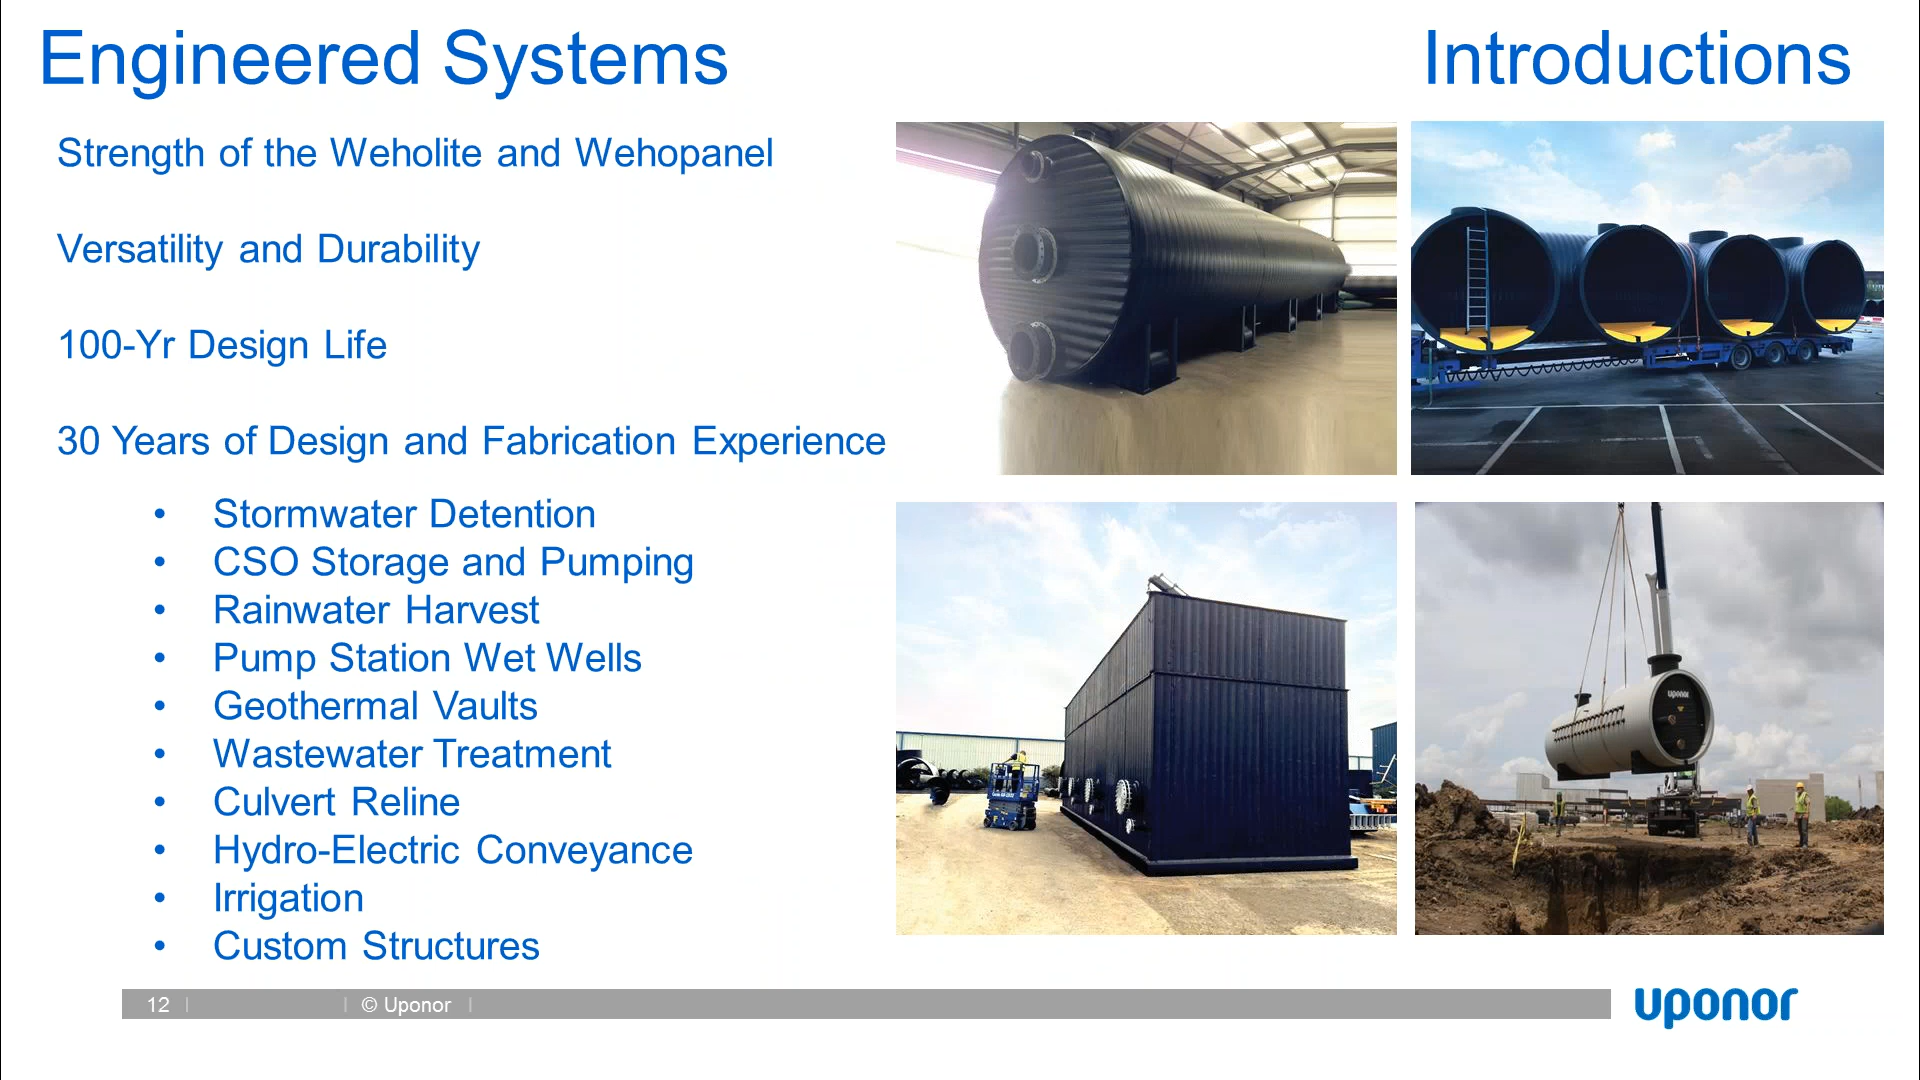 Engineered Systems
Introductions
Strength of the Weholite and Wehopanel
Versatility and Durability
100-Yr Design Life
30 Years of Design and Fabrication Experience
• Stormwater Detention
• CSO Storage and Pumping
• Rainwater Harvest
• Pump Station Wet Wells
• Geothermal Vaults
• Wastewater Treatment
• Culvert Reline
• Hydro-Electric Conveyance
• Irrigation
• Custom Structures
uponor
12 | | © Uponor |
uponor